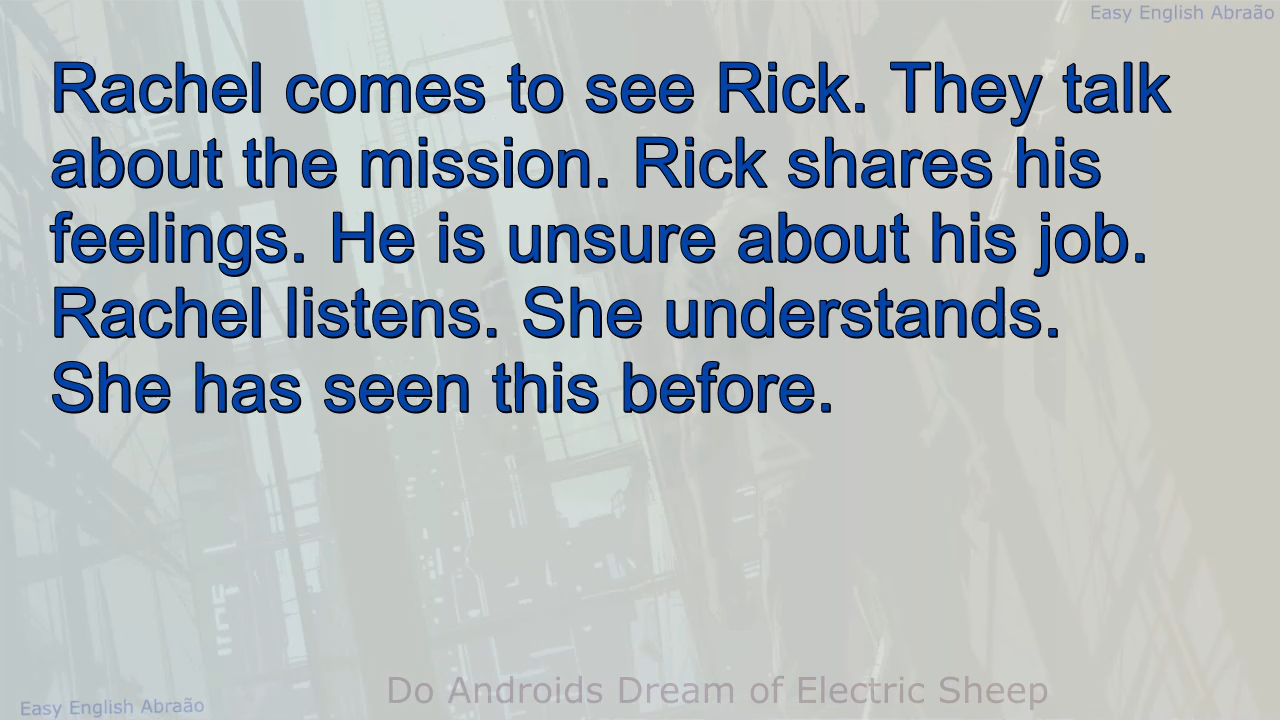 Easy English Abraão
Rachel comes to see Rick. They talk
about the mission. Rick shares his
feelings. He is unsure about his job.
Rachel listens. She understands.
She has seen this before.
Do Androids Dream of Electric Sheep
Easy English Abraão